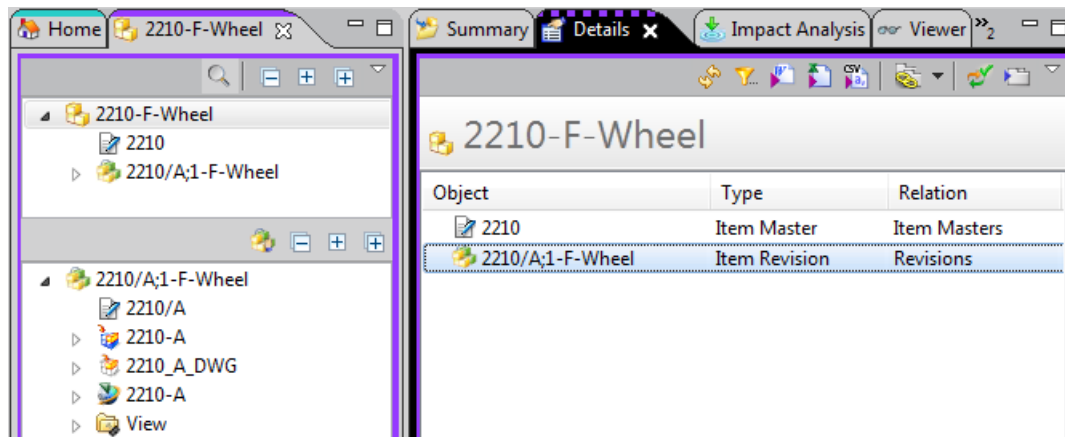 Home 2210-F-Wheel
2210-F-Wheel
2210
2210/A;1-F-Wheel
2210/A;1-F-Wheel
2210/A
2210-A
2210_A_DWG
2210-A
View
Summary Details Impact Analysis Viewer »2
CSV
2210-F-Wheel
Object Type Relation
2210 Item Master Item Masters
2210/A;1-F-Wheel Item Revision Revisions